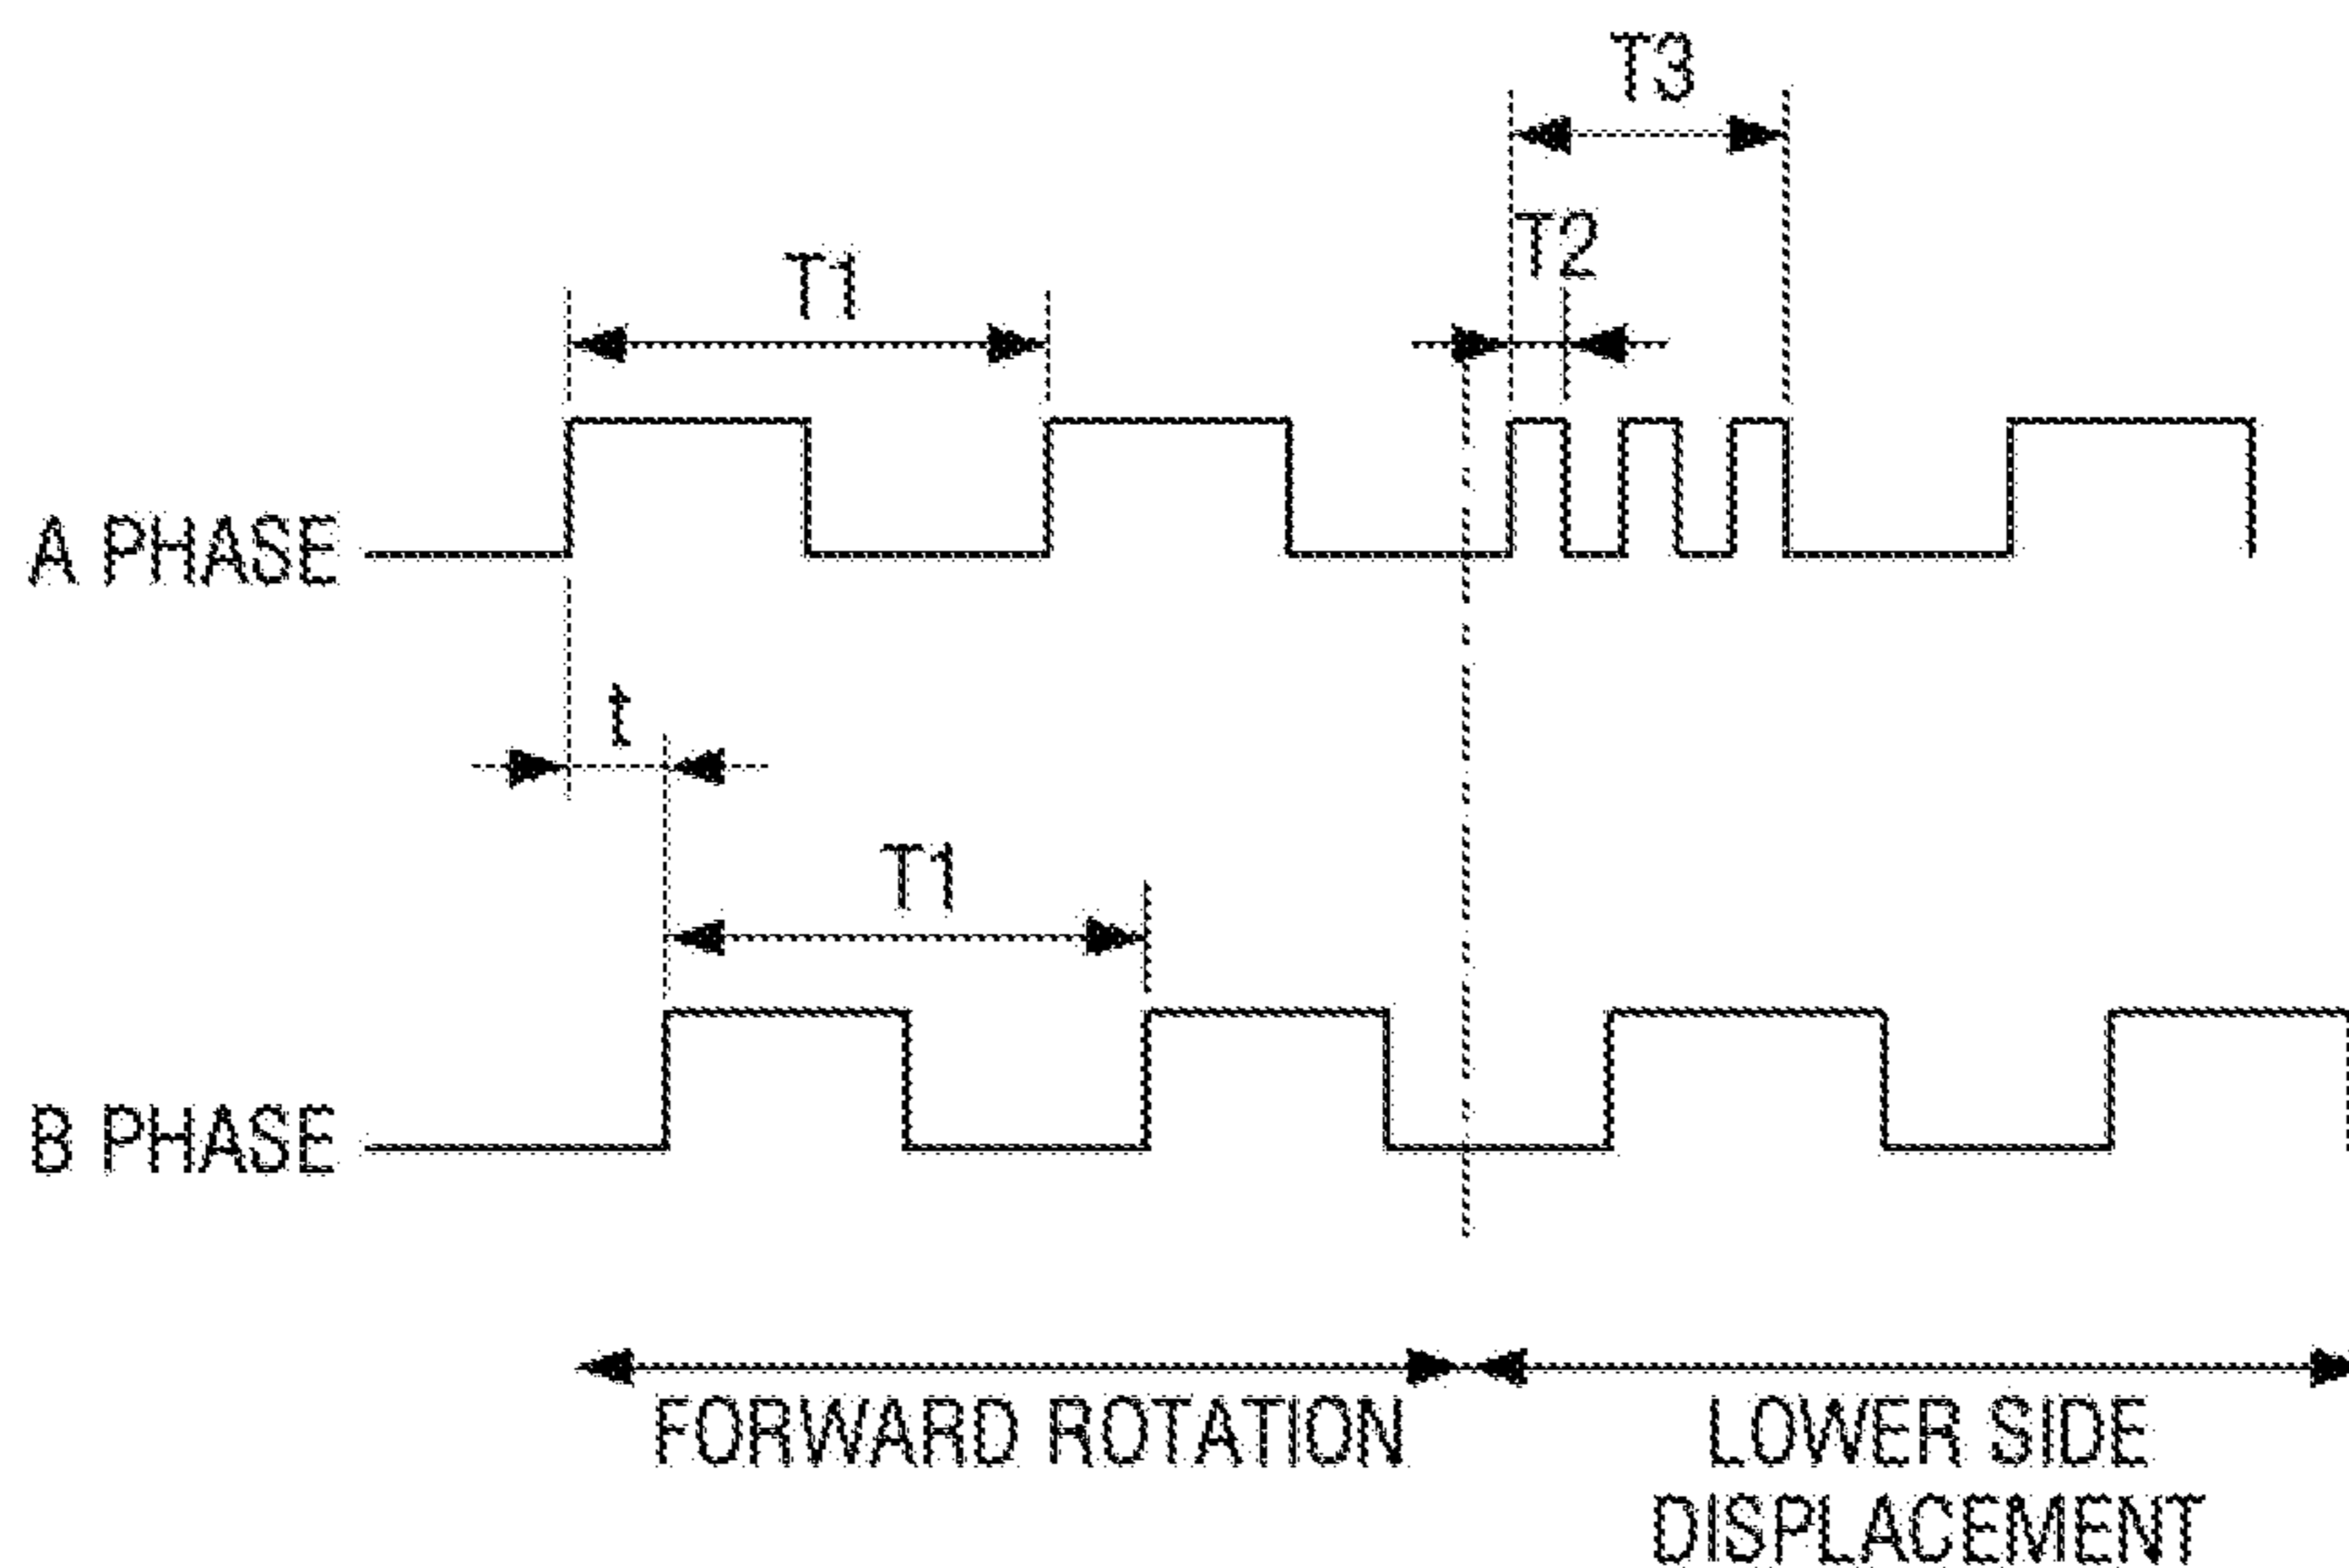 T3
T2
T1
A PHASE
t
T1
B PHASE
FORWARD ROTATION
LOWER SIDE
DISPLACEMENT